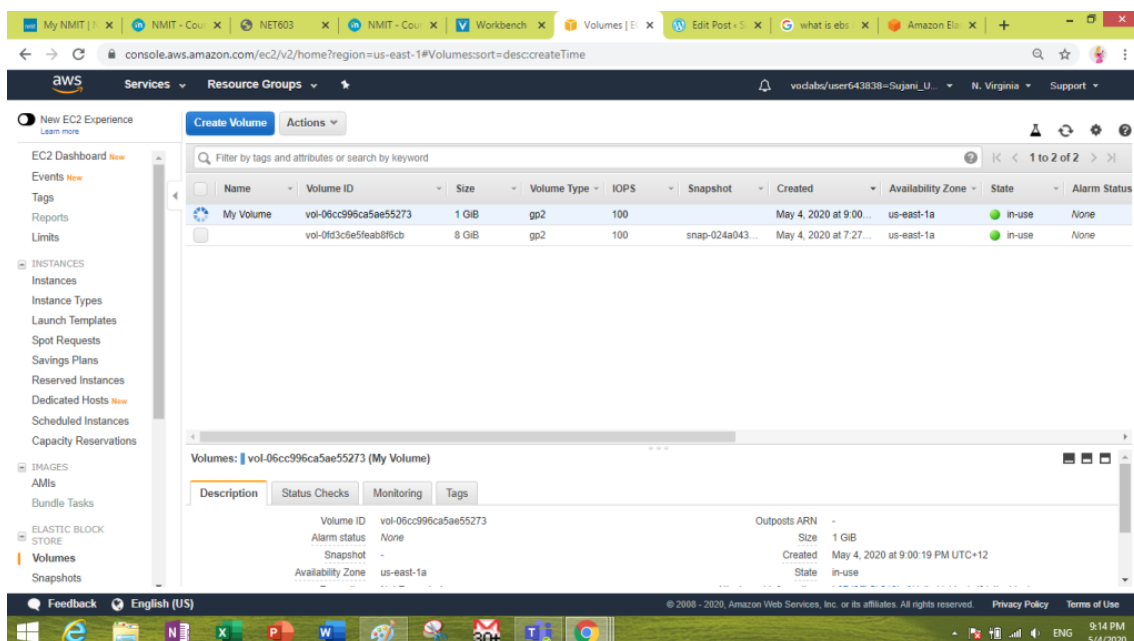 My NMIT | N NMIT - Cour NET603 NMIT - Cour Workbench Volumes | EC Edit Post ‹ S what is ebs Amazon Elas
console.aws.amazon.com/ec2/v2/home?region=us-east-1#Volumes:sort=desc:createTime
aws Services Resource Groups voclabs/user643838=Sujani_U... N. Virginia Support
New EC2 Experience
Learn more
Create Volume Actions
EC2 Dashboard New
Events New
Tags
Reports
Limits
INSTANCES
Instances
Instance Types
Launch Templates
Spot Requests
Savings Plans
Reserved Instances
Dedicated Hosts New
Scheduled Instances
Capacity Reservations
IMAGES
AMIs
Bundle Tasks
ELASTIC BLOCK
STORE
Volumes
Snapshots
Filter by tags and attributes or search by keyword 1 to 2 of 2
Name Volume ID Size Volume Type IOPS Snapshot Created Availability Zone State Alarm Status
My Volume vol-06cc996ca5ae55273 1 GiB gp2 100 May 4, 2020 at 9:00... us-east-1a in-use None
vol-0fd3c6e5feab8f6cb 8 GiB gp2 100 snap-024a043... May 4, 2020 at 7:27... us-east-1a in-use None
Volumes: vol-06cc996ca5ae55273 (My Volume)
Description Status Checks Monitoring Tags
Volume ID vol-06cc996ca5ae55273 Outposts ARN -
Alarm status None Size 1 GiB
Snapshot - Created May 4, 2020 at 9:00:19 PM UTC+12
Availability Zone us-east-1a State in-use
Feedback English (US) © 2008 - 2020, Amazon Web Services, Inc. or its affiliates. All rights reserved. Privacy Policy Terms of Use
30+ ENG 9:14 PM
5/4/2020